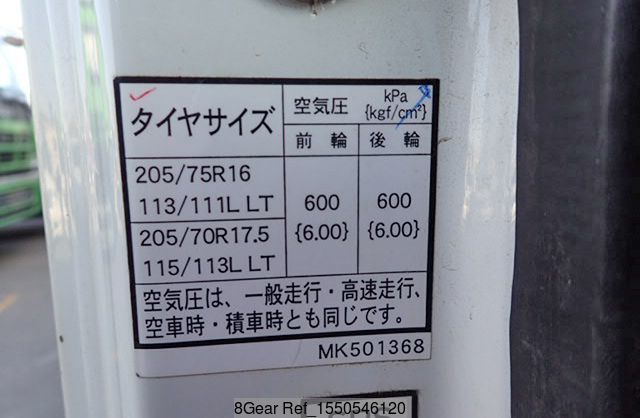 タイヤサイズ
空気圧 kPa {kgf/cm²}
前輪 後輪
205/75R16
113/111L LT
600 {6.00} 600 {6.00}
205/70R17.5
115/113L LT
空気圧は、一般走行・高速走行、
空車時・積車時とも同じです。
MK501368
8Gear Ref_1550546120